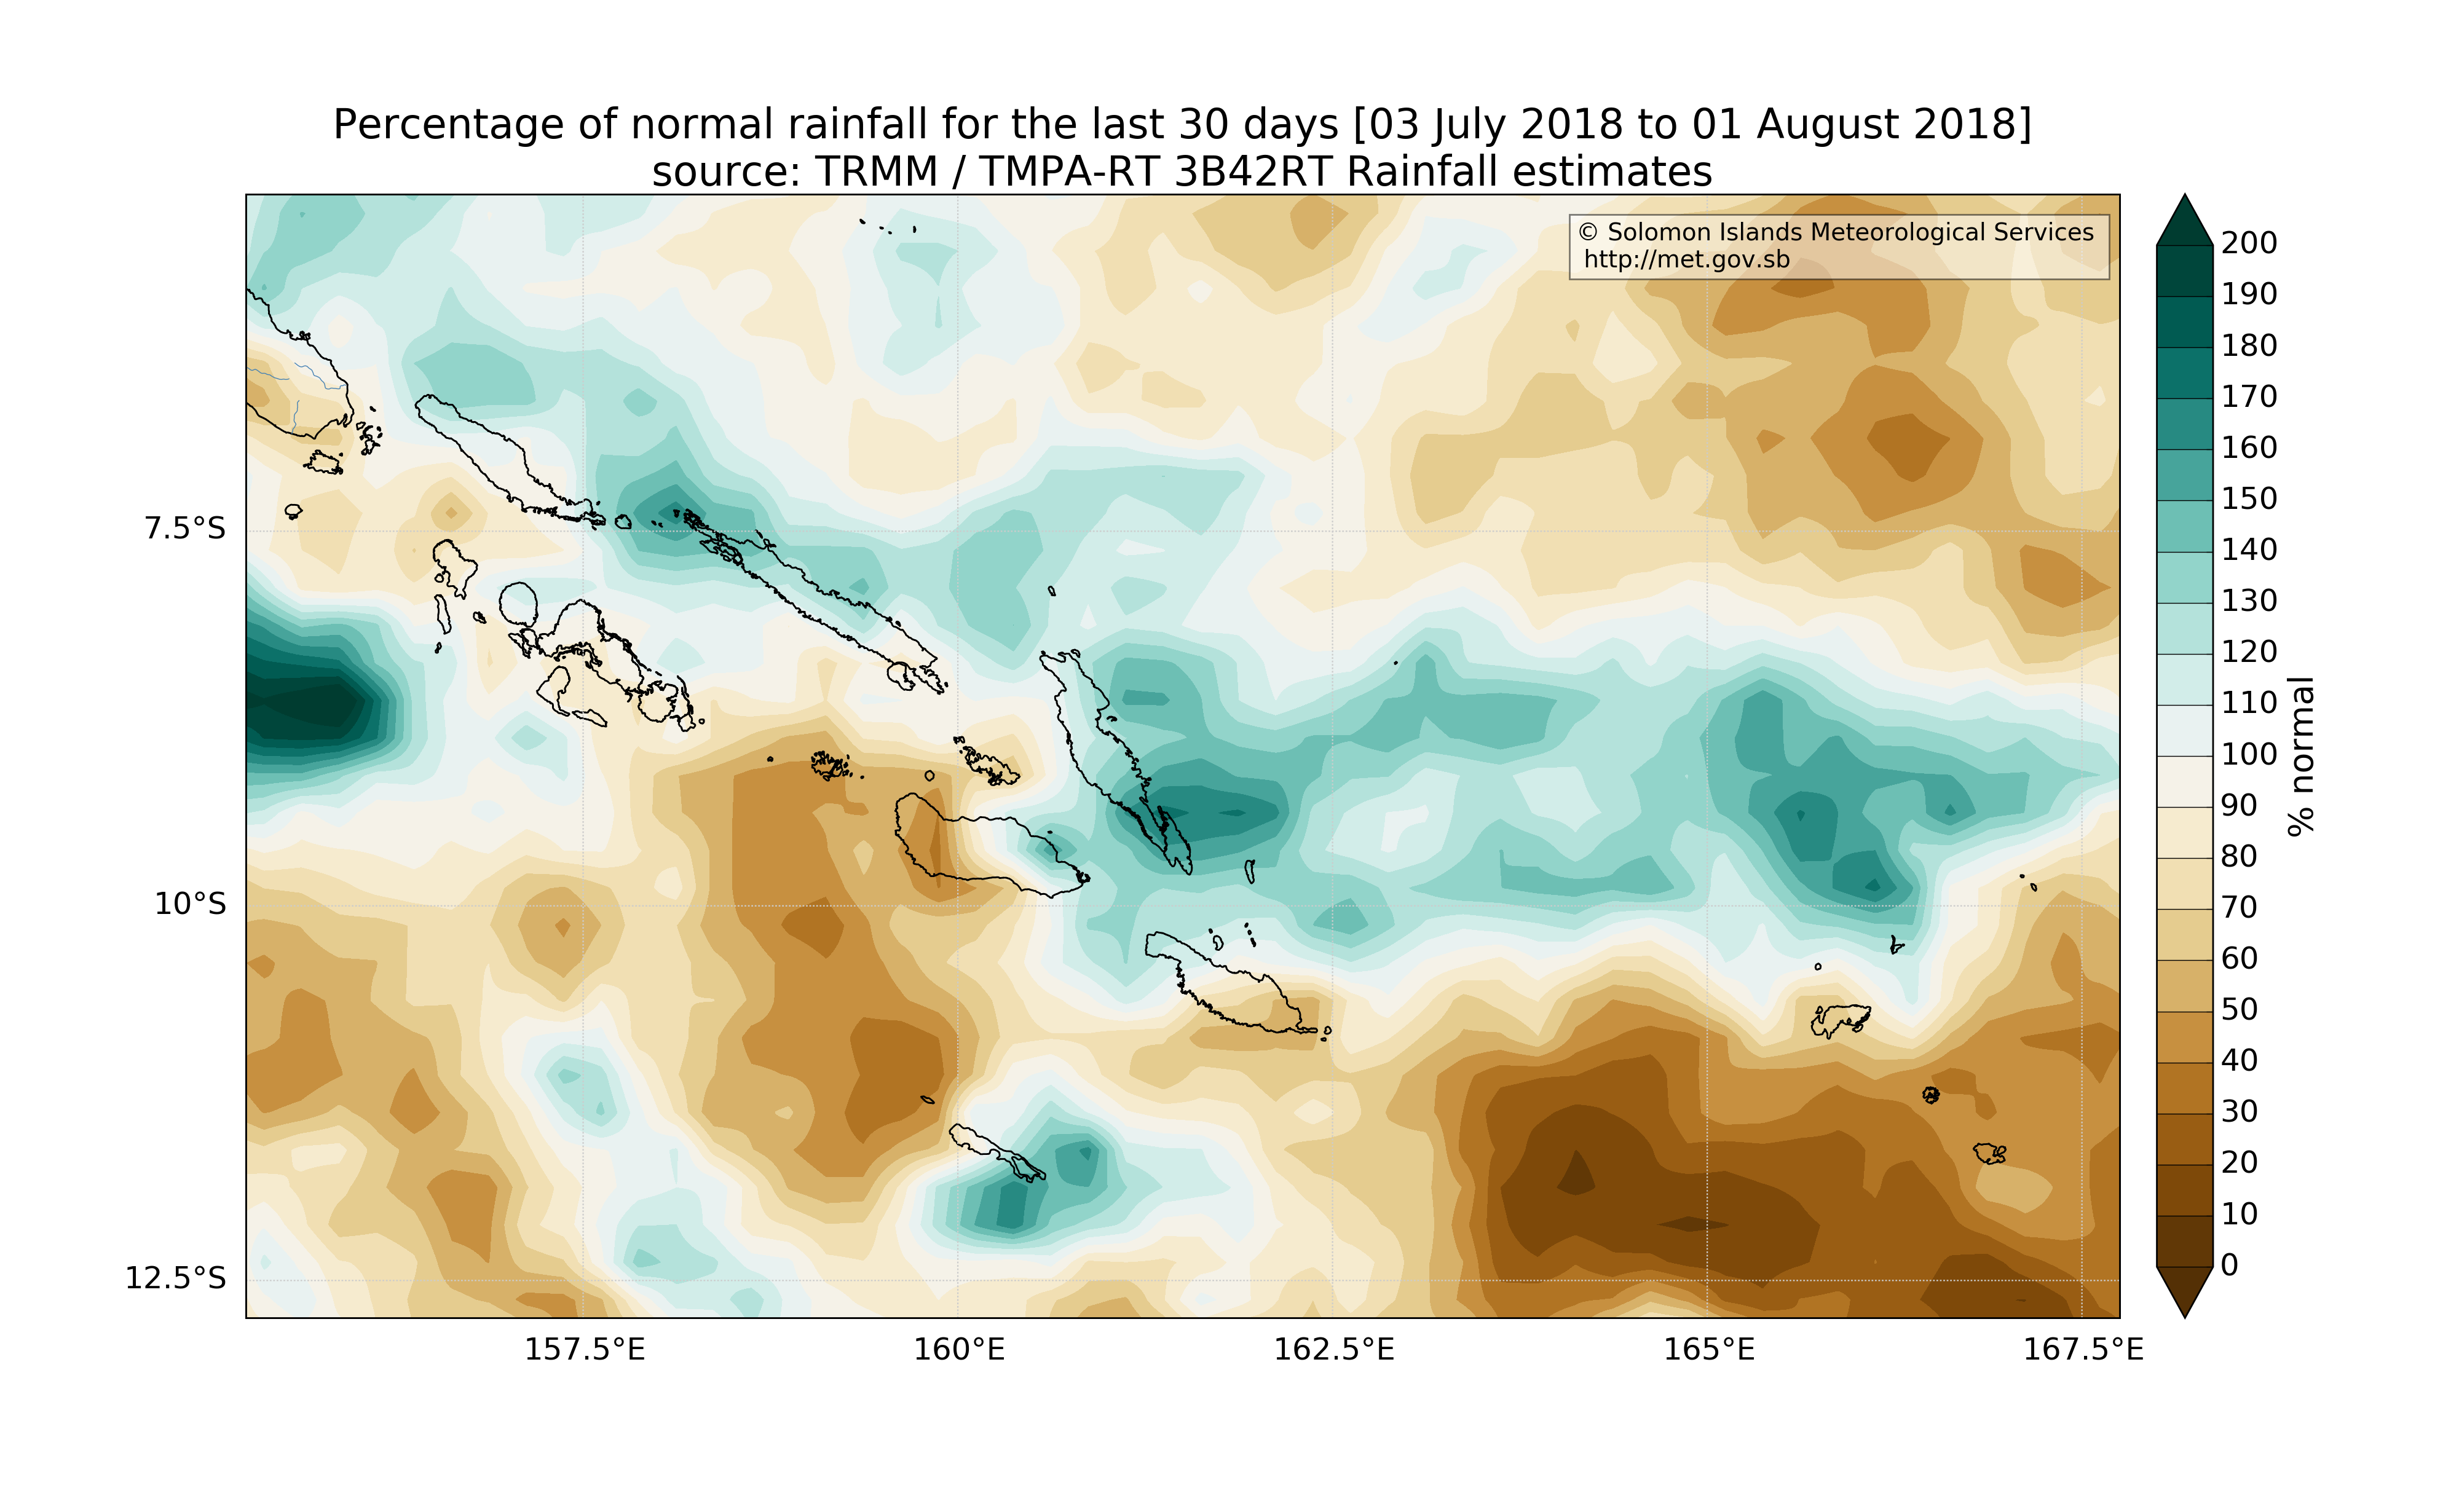 Percentage of normal rainfall for the last 30 days [03 July 2018 to 01 August 2018]
source: TRMM / TMPA-RT 3B42RT Rainfall estimates
© Solomon Islands Meteorological Services
http://met.gov.sb
7.5°S
10°S
12.5°S
157.5°E
160°E
162.5°E
165°E
167.5°E
200
190
180
170
160
150
140
130
120
110
100
90
80
70
60
50
40
30
20
10
0
% normal